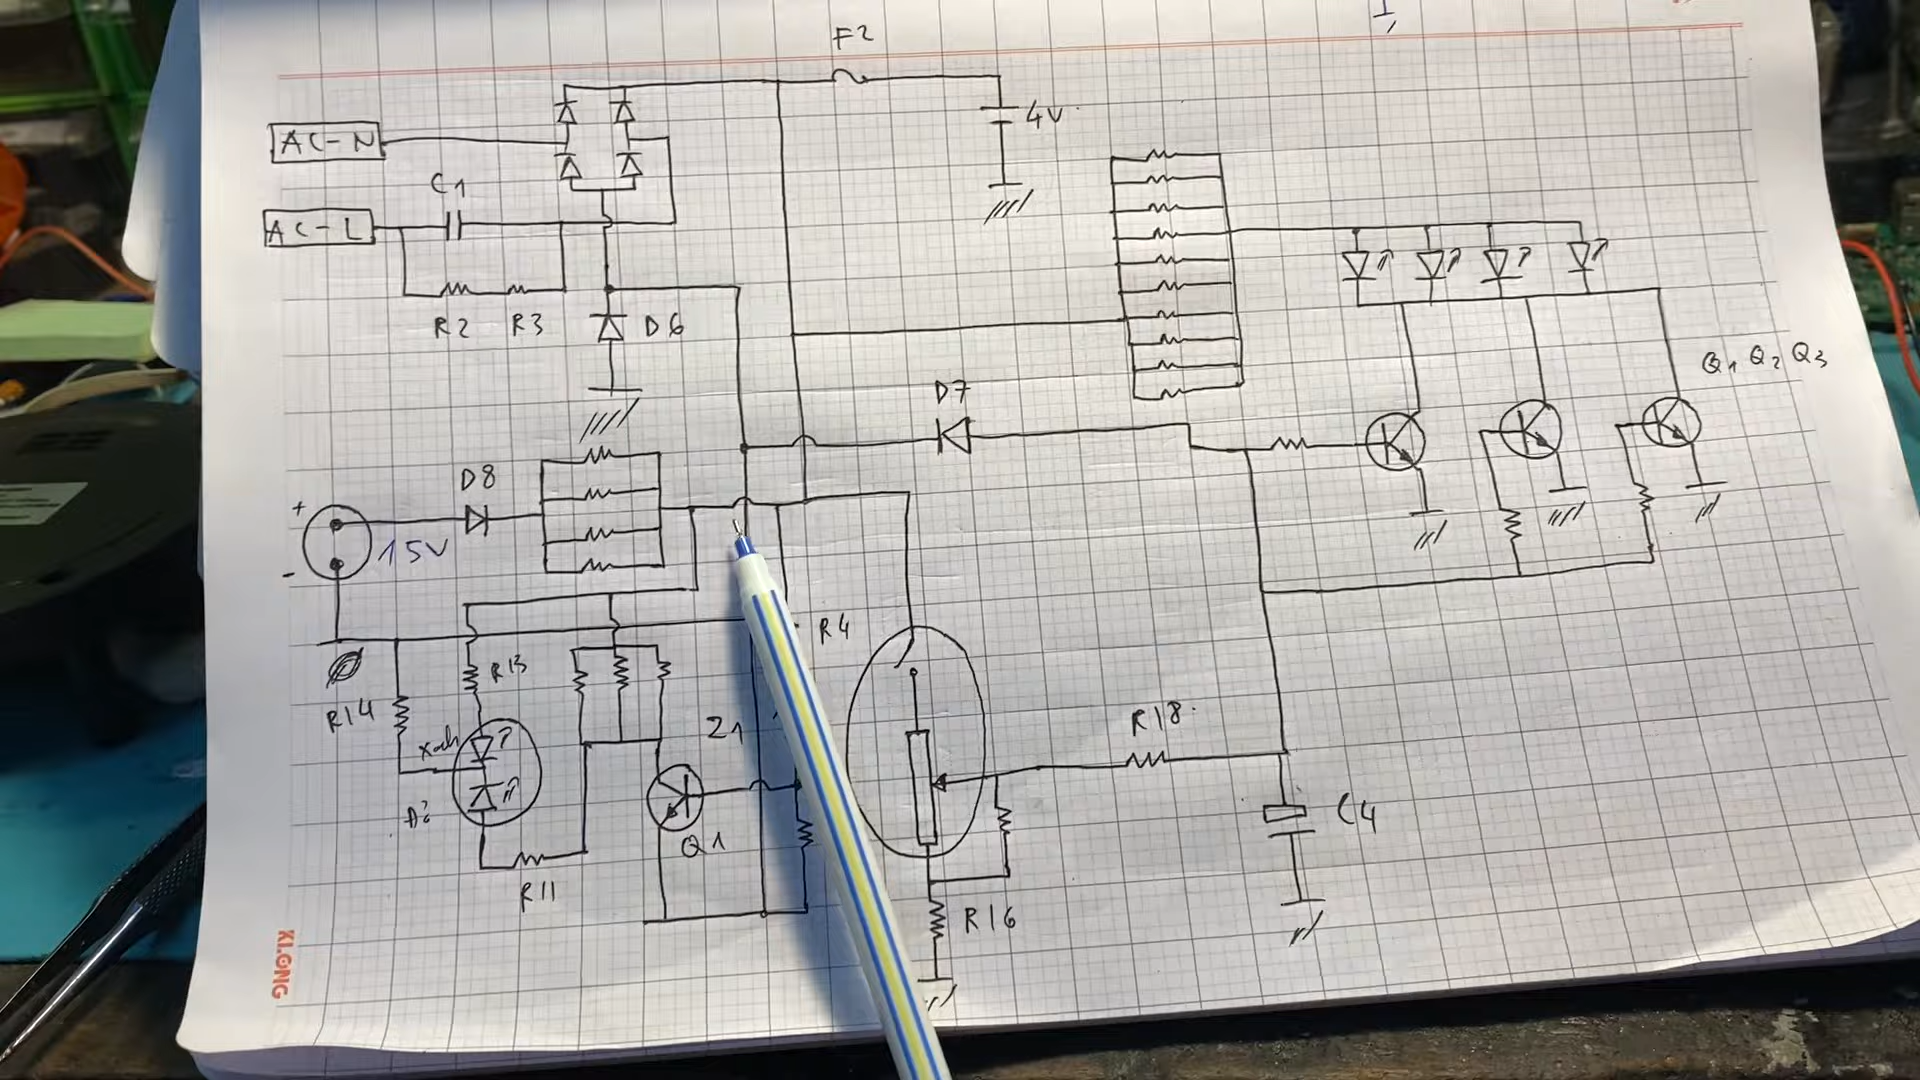 F2
AC-N
4V
C1
AC-L
R2
R3
D6
Q1 Q2 Q3
D7
D8
+
15V
-
R4
R13
R14
R18
Z1
Xanh
C4
Q1
R11
R16
KLONG